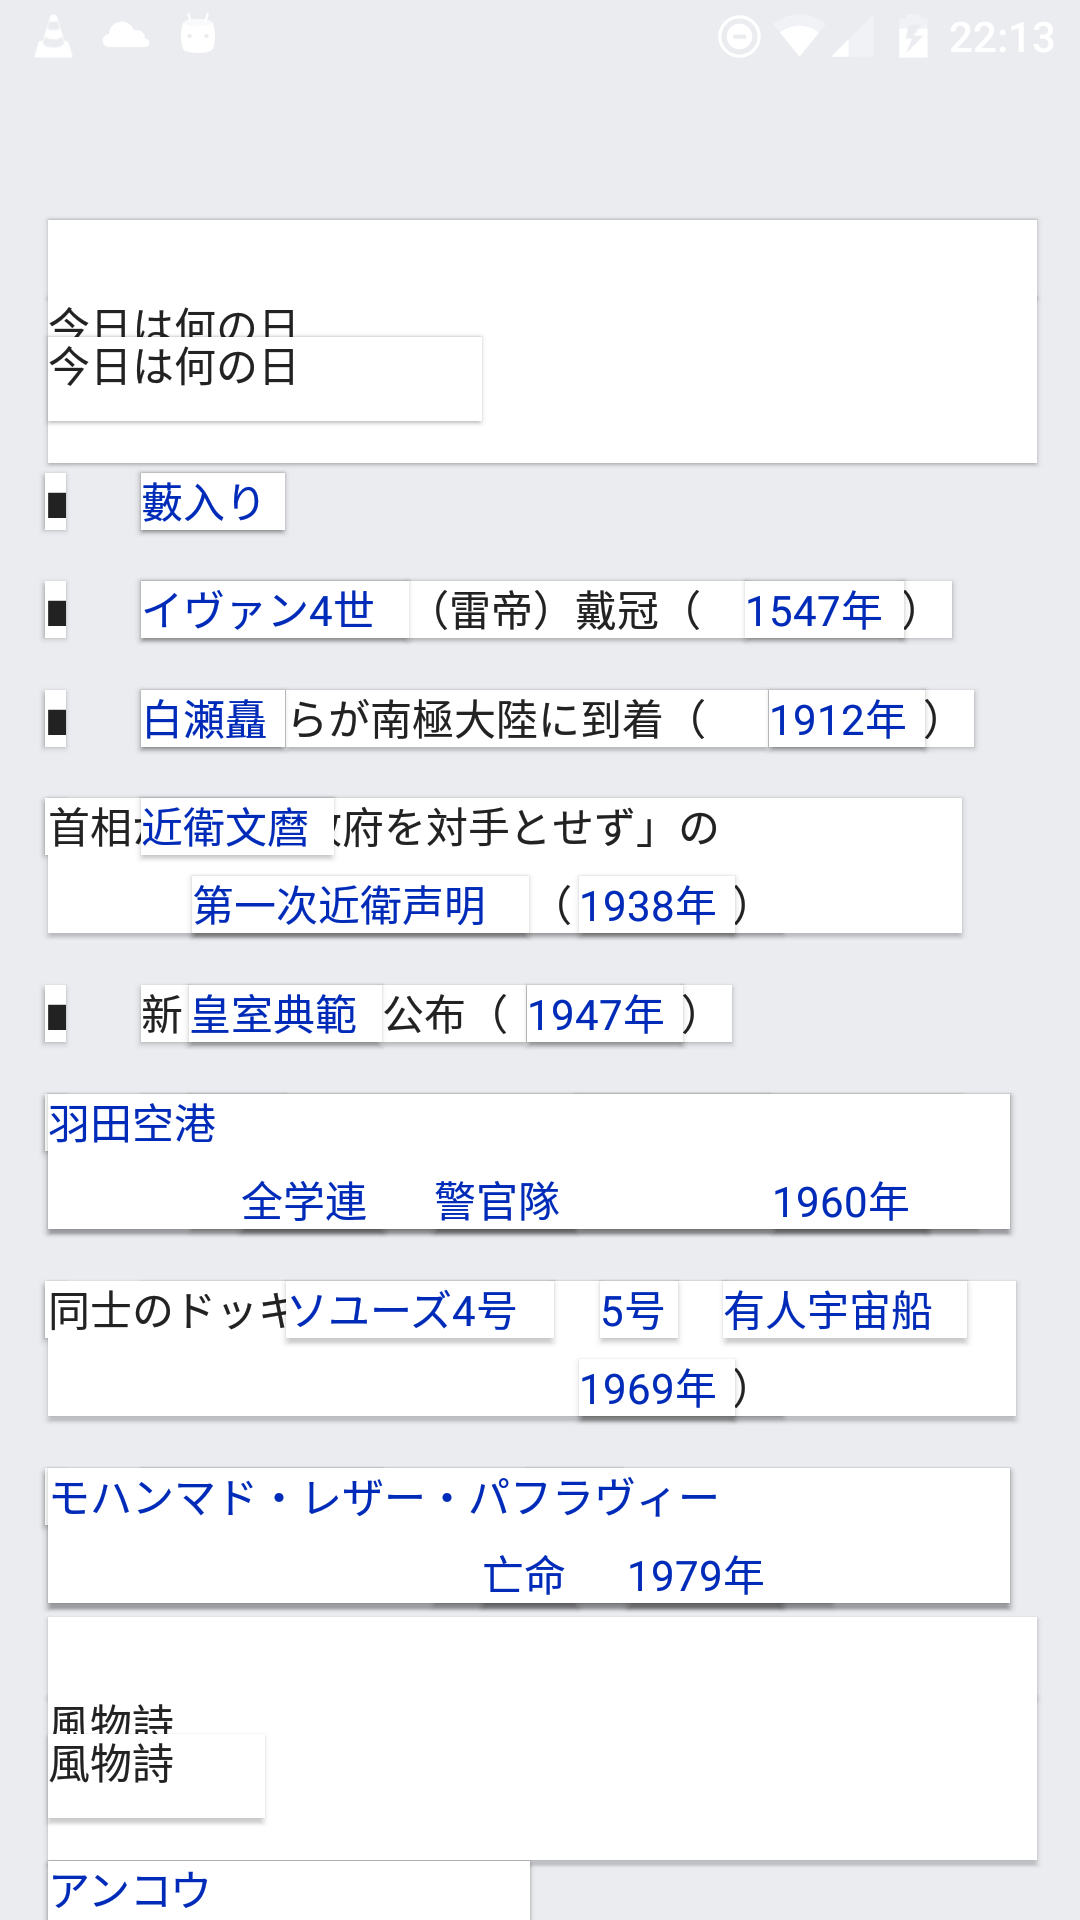 22:13
今日は何の日
今日は何の日
■ 藪入り
■ イヴァン4世（雷帝）戴冠（1547年）
■ 白瀬矗らが南極大陸に到着（1912年）
首相 近衛文麿 府を対手とせず」の
第一次近衛声明（1938年）
■ 新皇室典範公布（1947年）
羽田空港
全学連 警官隊 1960年
同士のドッキ ソユーズ4号 5号 有人宇宙船
1969年）
モハンマド・レザー・パフラヴィー
亡命 1979年
風物詩
風物詩
アンコウ